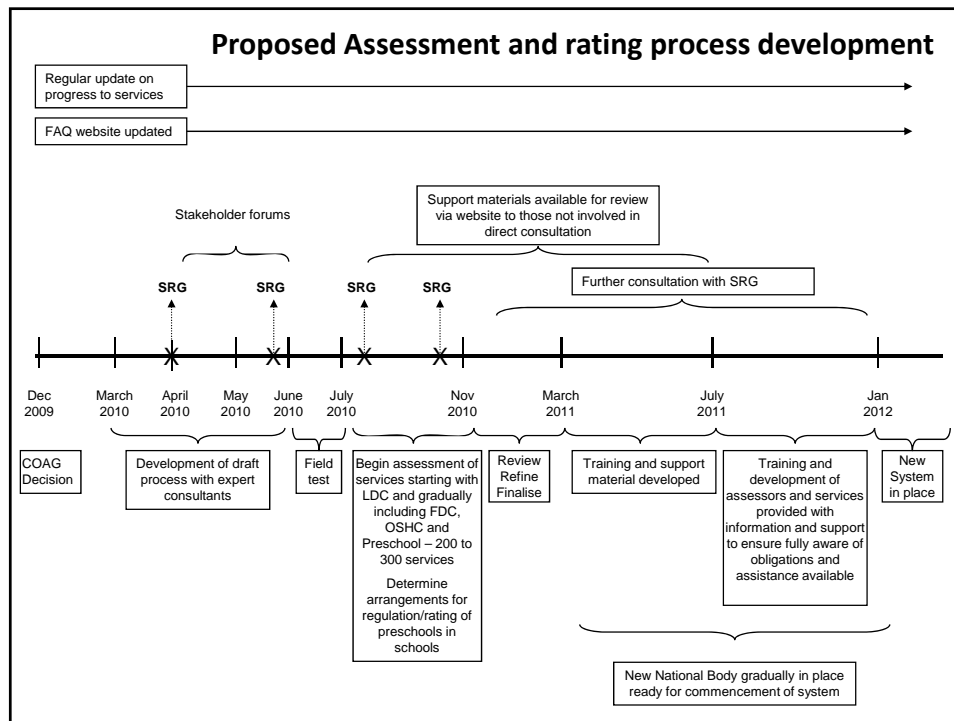 Proposed Assessment and rating process development
Regular update on
progress to services
FAQ website updated
Stakeholder forums
Support materials available for review
via website to those not involved in
direct consultation
Further consultation with SRG
SRG
SRG
SRG
SRG
X
X
X
X
Dec
2009
March
2010
April
2010
May
2010
June
2010
July
2010
Nov
2010
March
2011
July
2011
Jan
2012
COAG
Decision
Development of draft
process with expert
consultants
Field
test
Begin assessment of
services starting with
LDC and gradually
including FDC,
OSHC and
Preschool – 200 to
300 services
Determine
arrangements for
regulation/rating of
preschools in
schools
Review
Refine
Finalise
Training and support
material developed
Training and
development of
assessors and services
provided with
information and support
to ensure fully aware of
obligations and
assistance available
New
System
in place
New National Body gradually in place
ready for commencement of system